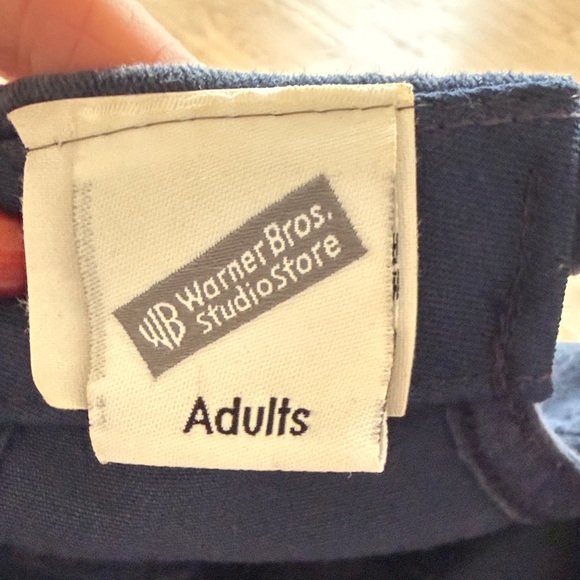 WB Warner Bros.
Studio Store
Adults